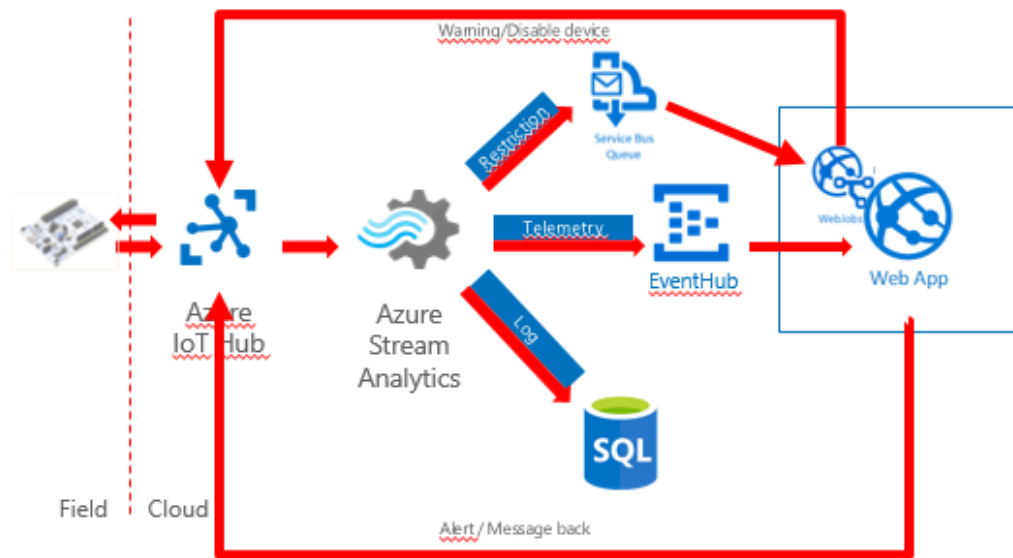 Warning/Disable device
Restriction
Service Bus
Queue
WebJobs
Telemetry
EventHub
Web App
Azure
IoT Hub
Azure
Stream
Analytics
Log
SQL
Field
Cloud
Alert / Message back